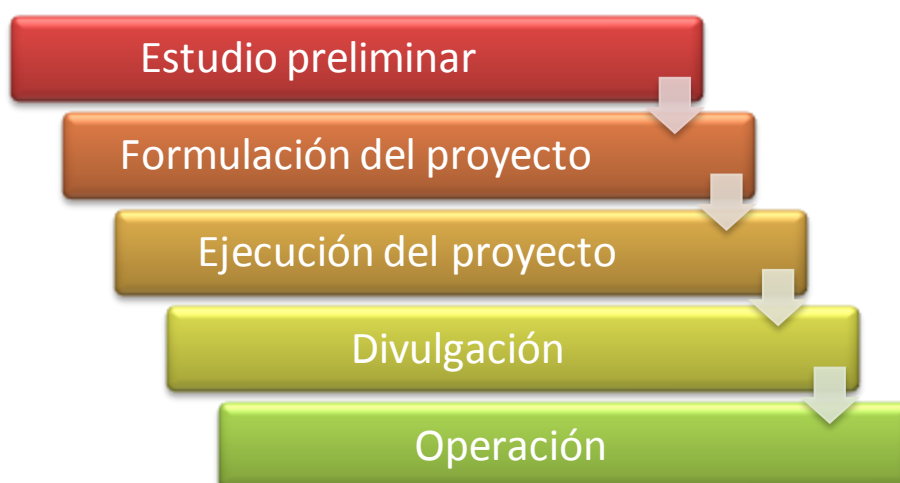 Estudio preliminar
Formulación del proyecto
Ejecución del proyecto
Divulgación
Operación